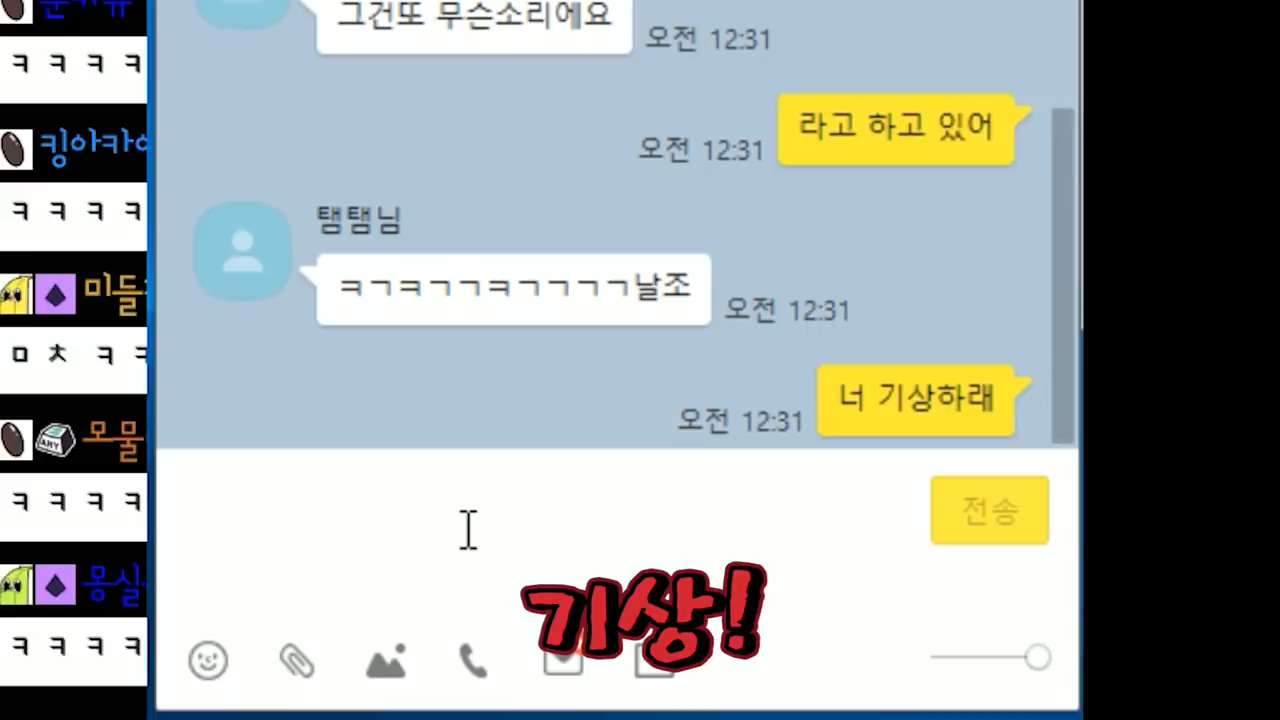 ㅋ ㅋ ㅋ ㅋ
킹아카
ㅋ ㅋ ㅋ ㅋ
미들
ㅁ ㅊ ㅋ ㅋ
모물
ㅋ ㅋ ㅋ ㅋ
몽실
ㅋ ㅋ ㅋ ㅋ
그건또 무슨소리에요
오전 12:31
라고 하고 있어
오전 12:31
탬탬님
ㅋㄱㅋㄱㄱㅋㄱㄱㄱㄱ날조
오전 12:31
너 기상하래
오전 12:31
전송
기상!